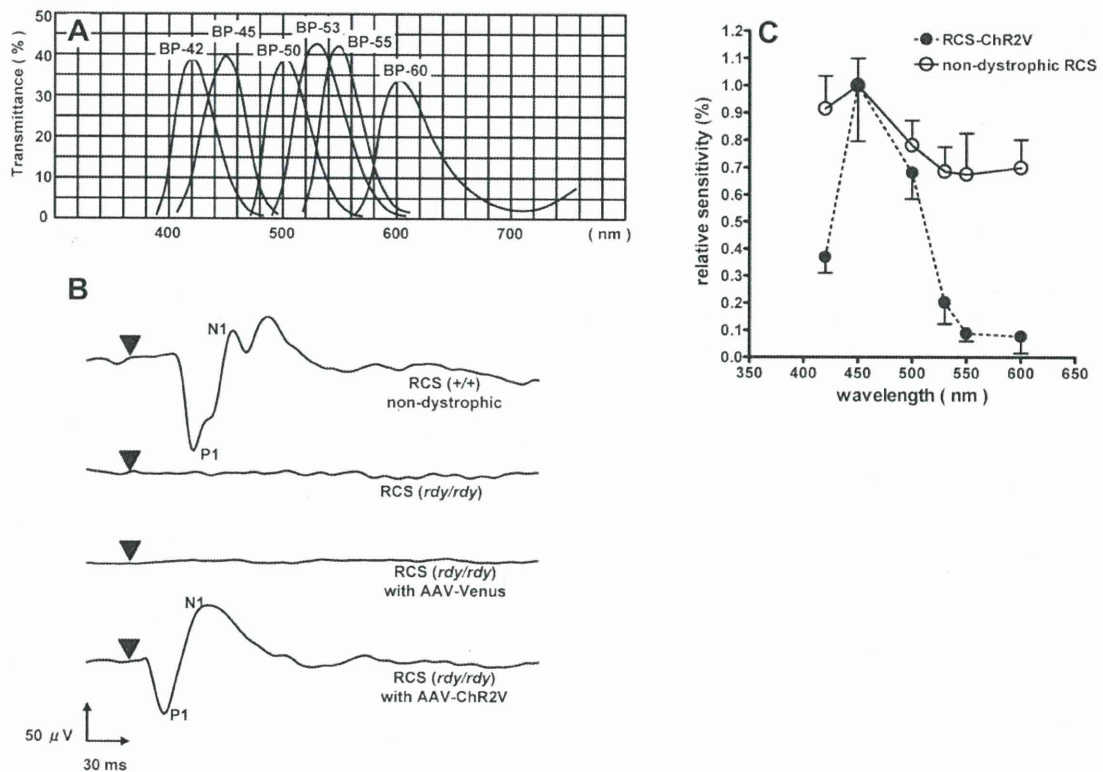 A
Transmittance ( % )
50
40
30
20
10
0
BP-42
BP-45
BP-50
BP-53
BP-55
BP-60
400
500
600
700
( nm )
B
N1
P1
RCS (+/+)
non-dystrophic
RCS (rdy/rdy)
RCS (rdy/rdy)
with AAV-Venus
N1
P1
RCS (rdy/rdy)
with AAV-ChR2V
50 μV
30 ms
C
RCS-ChR2V
non-dystrophic RCS
relative sensitivity (%)
1.2
1.1
1.0
0.9
0.8
0.7
0.6
0.5
0.4
0.3
0.2
0.1
0.0
350
400
450
500
550
600
650
wavelength ( nm )